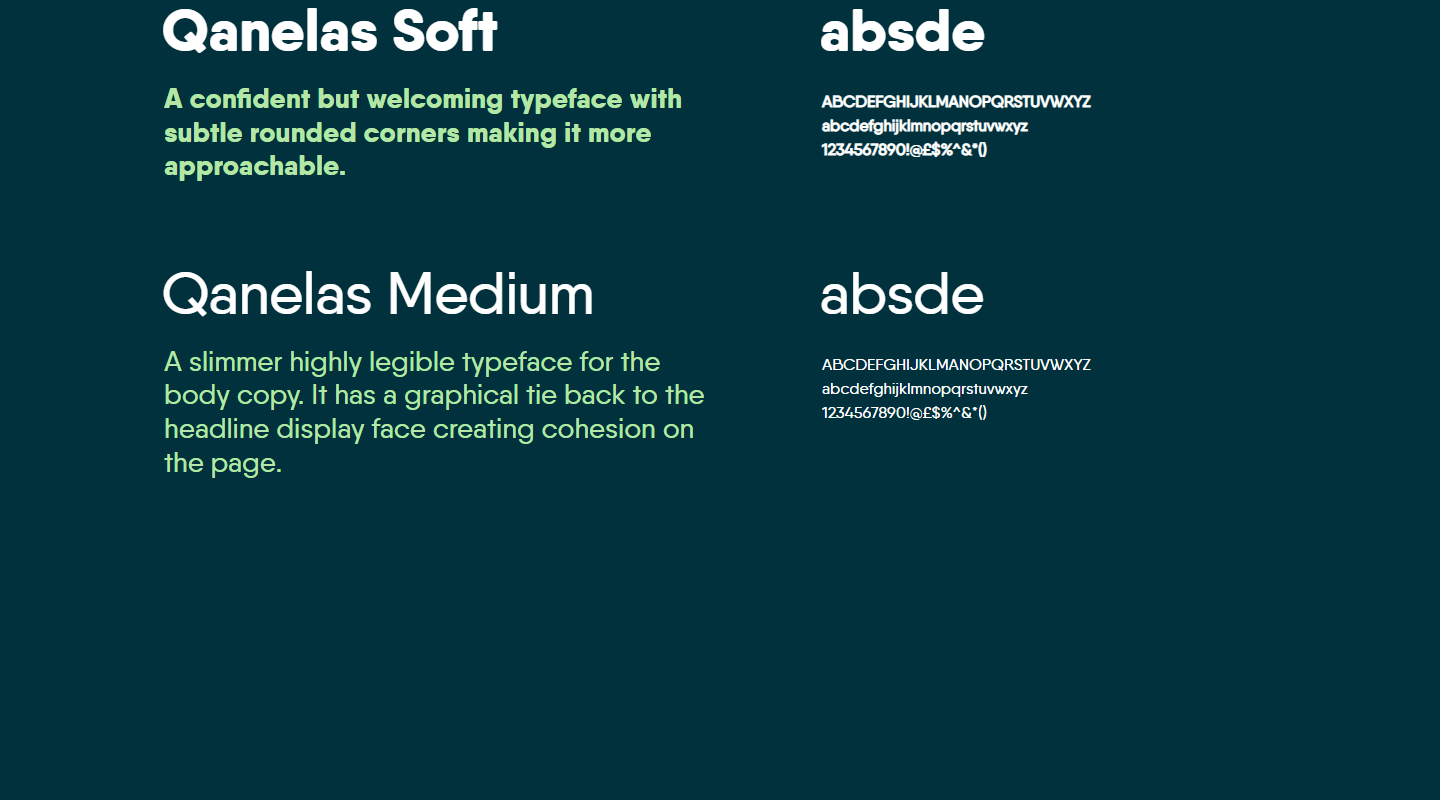 Qanelas Soft
A confident but welcoming typeface with
subtle rounded corners making it more
approachable.
absde
ABCDEFGHIJKLMANOPQRSTUVWXYZ
abcdefghijklmnopqrstuvwxyz
1234567890!@£$%^&*()
Qanelas Medium
A slimmer highly legible typeface for the
body copy. It has a graphical tie back to the
headline display face creating cohesion on
the page.
absde
ABCDEFGHIJKLMANOPQRSTUVWXYZ
abcdefghijklmnopqrstuvwxyz
1234567890!@£$%^&*()